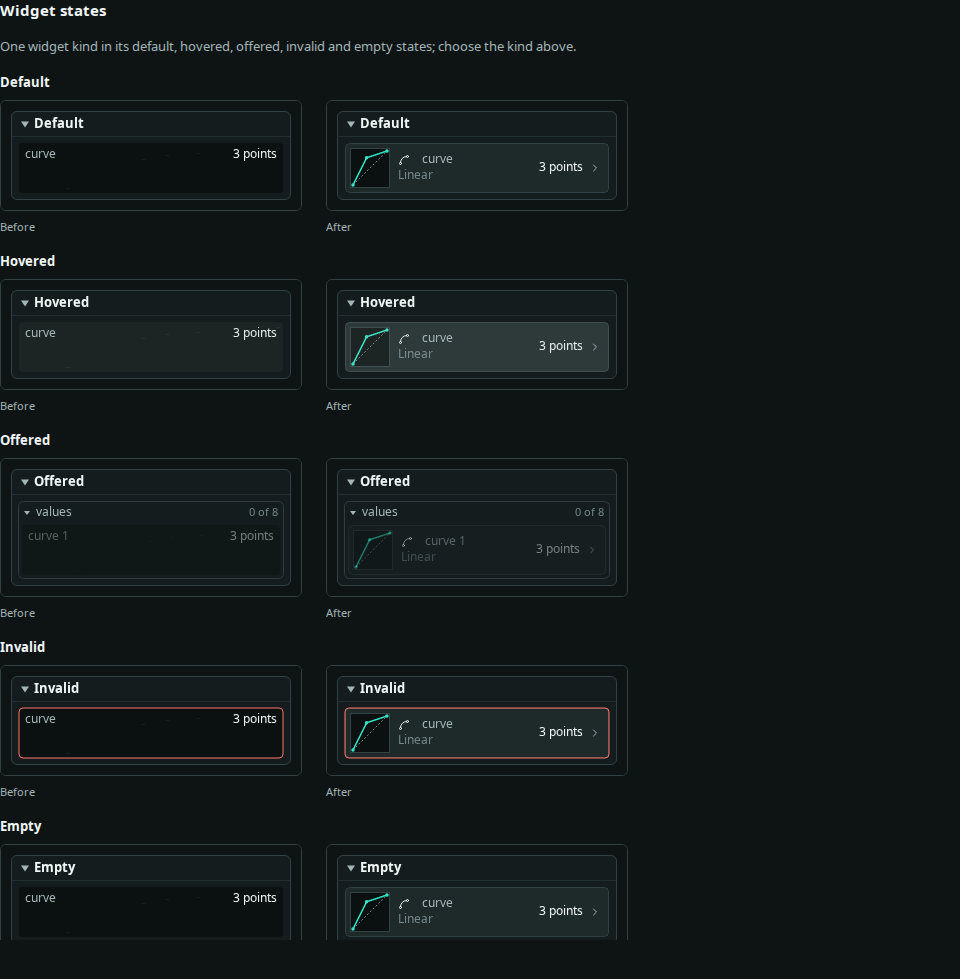 Widget states
One widget kind in its default, hovered, offered, invalid and empty states; choose the kind above.
Default
Default
curve 3 points
Before
Default
curve
Linear
3 points
After
Hovered
Hovered
curve 3 points
Before
Hovered
curve
Linear
3 points
After
Offered
Offered
values 0 of 8
curve 1 3 points
Before
Offered
values 0 of 8
curve 1
Linear
3 points
After
Invalid
Invalid
curve 3 points
Before
Invalid
curve
Linear
3 points
After
Empty
Empty
curve 3 points
Empty
curve
Linear
3 points